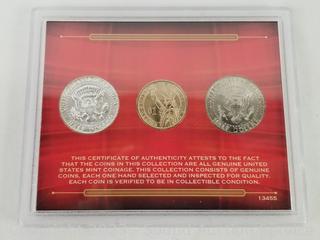 THIS CERTIFICATE OF AUTHENTICITY ATTESTS TO THE FACT
THAT THE COINS IN THIS COLLECTION ARE ALL GENUINE UNITED
STATES MINT COINAGE. THIS COLLECTION CONSISTS OF GENUINE
COINS, EACH ONE HAND SELECTED AND INSPECTED FOR QUALITY.
EACH COIN IS VERIFIED TO BE IN COLLECTIBLE CONDITION.
13455